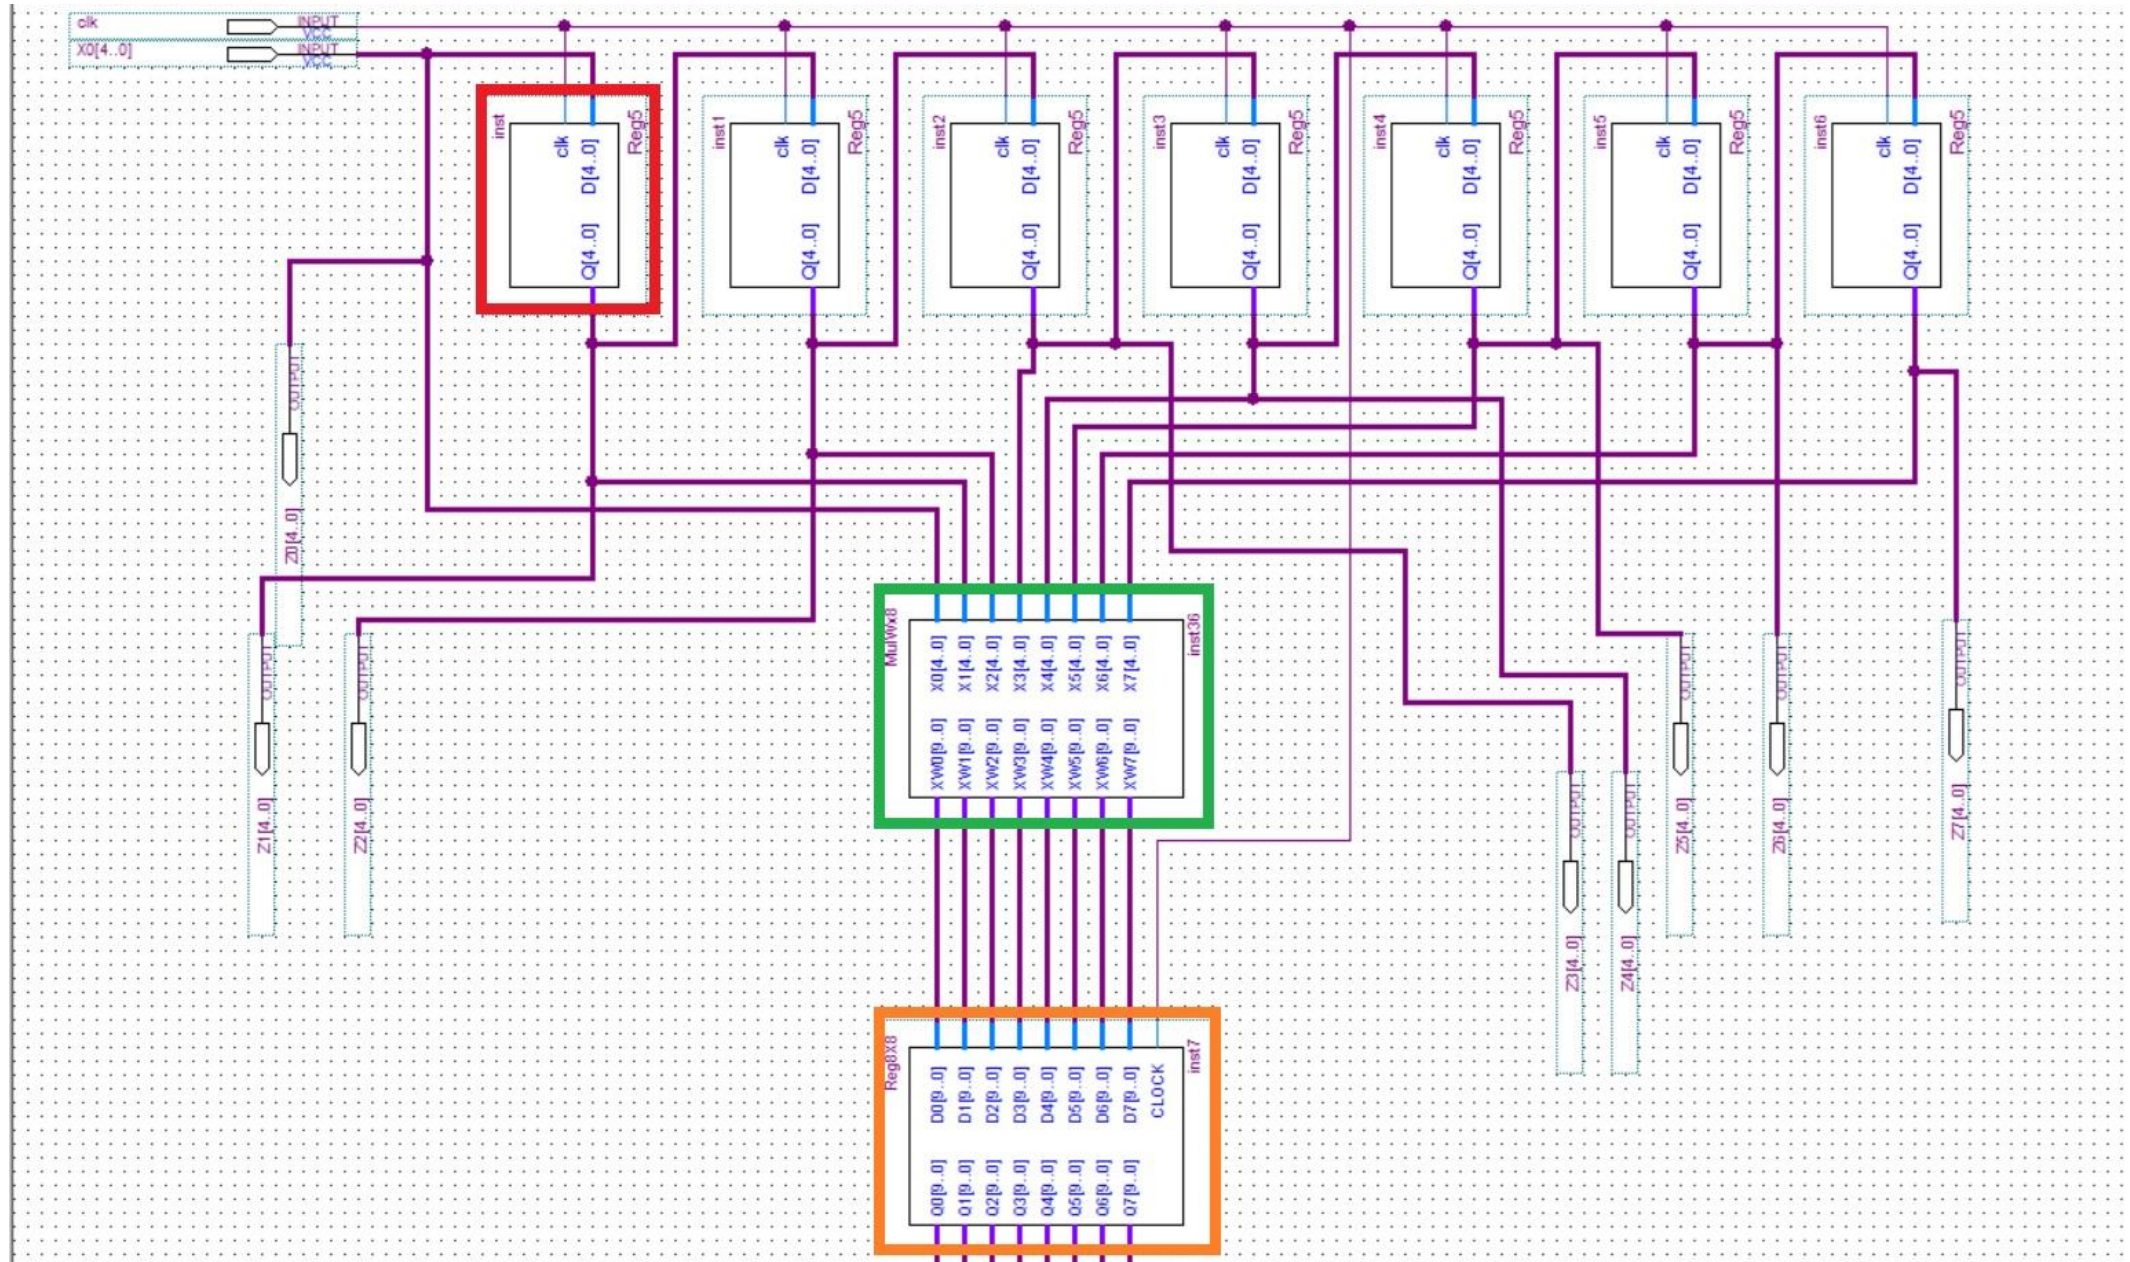 clk
INPUT
VCC
X0[4..0]
INPUT
VCC
inst
clk
D[4..0]
Q[4..0]
Reg5
inst1
clk
D[4..0]
Q[4..0]
Reg5
inst2
clk
D[4..0]
Q[4..0]
Reg5
inst3
clk
D[4..0]
Q[4..0]
Reg5
inst4
clk
D[4..0]
Q[4..0]
Reg5
inst5
clk
D[4..0]
Q[4..0]
Reg5
inst6
clk
D[4..0]
Q[4..0]
Reg5
OUTPUT
Z0[4..0]
OUTPUT
Z1[4..0]
OUTPUT
Z2[4..0]
MulWx8
X0[4..0]
X1[4..0]
X2[4..0]
X3[4..0]
X4[4..0]
X5[4..0]
X6[4..0]
X7[4..0]
XW0[9..0]
XW1[9..0]
XW2[9..0]
XW3[9..0]
XW4[9..0]
XW5[9..0]
XW6[9..0]
XW7[9..0]
inst36
OUTPUT
Z3[4..0]
OUTPUT
Z4[4..0]
OUTPUT
Z5[4..0]
OUTPUT
Z6[4..0]
OUTPUT
Z7[4..0]
Reg8X8
D0[9..0]
D1[9..0]
D2[9..0]
D3[9..0]
D4[9..0]
D5[9..0]
D6[9..0]
D7[9..0]
CLOCK
Q0[9..0]
Q1[9..0]
Q2[9..0]
Q3[9..0]
Q4[9..0]
Q5[9..0]
Q6[9..0]
Q7[9..0]
inst7